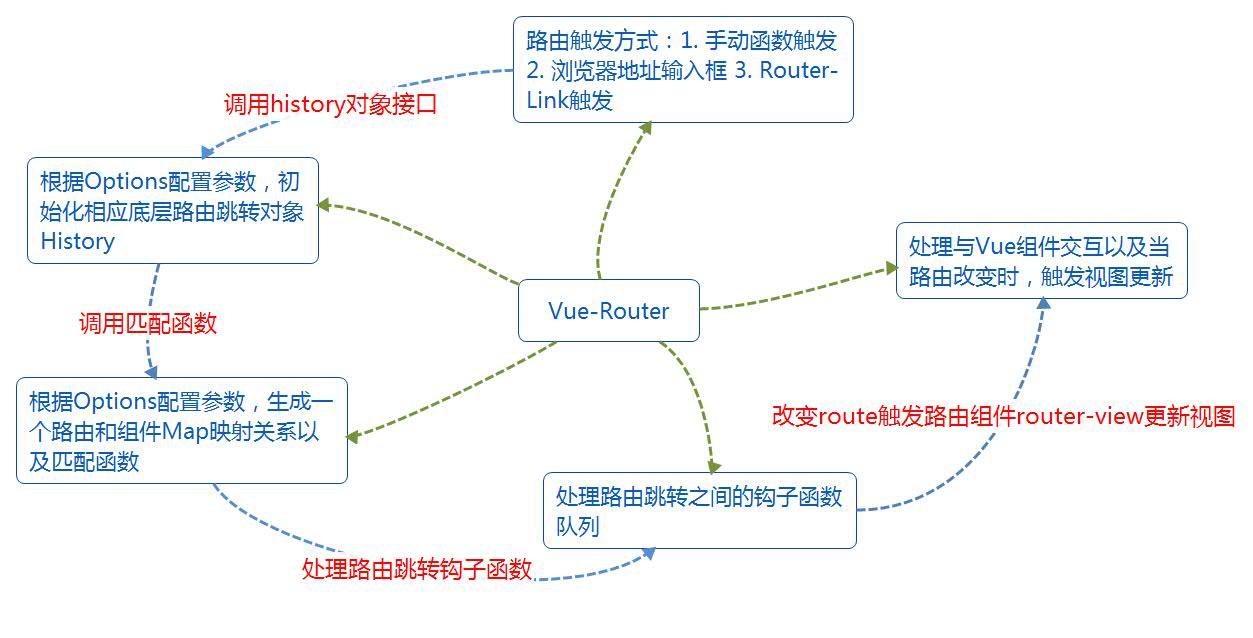 路由触发方式：1. 手动函数触发
2. 浏览器地址输入框 3. Router-
Link触发
调用history对象接口
根据Options配置参数，初
始化相应底层路由跳转对象
History
处理与Vue组件交互以及当
路由改变时，触发视图更新
Vue-Router
调用匹配函数
根据Options配置参数，生成一
个路由和组件Map映射关系以
及匹配函数
改变route触发路由组件router-view更新视图
处理路由跳转之间的钩子函数
队列
处理路由跳转钩子函数